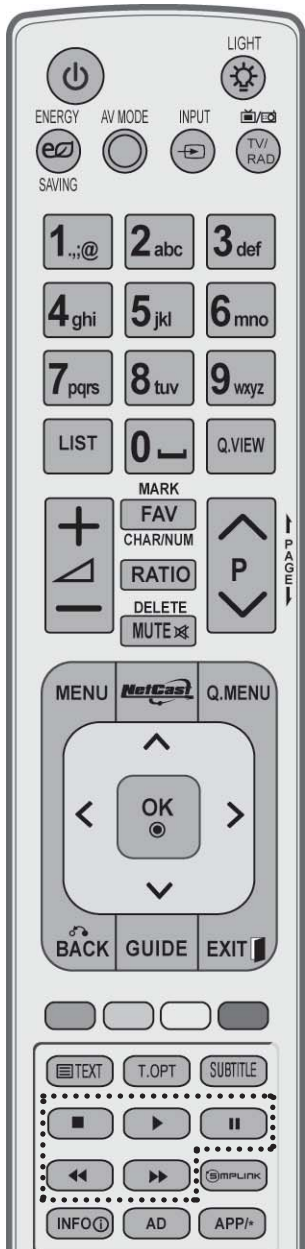 LIGHT
ENERGY AV MODE INPUT
TV/
RAD
SAVING
1.,;@ 2abc 3def
4ghi 5jkl 6mno
7pqrs 8tuv 9wxyz
LIST 0 Q.VIEW
MARK
FAV
CHAR/NUM
P
PAGE
RATIO
DELETE
MUTE
MENU NetCast Q.MENU
OK
BACK GUIDE EXIT
TEXT T.OPT SUBTITLE
SIMPLINK
INFO AD APP/*